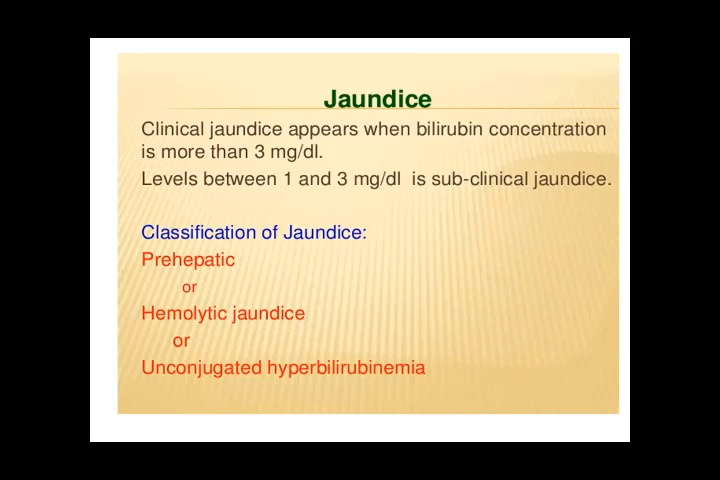 Jaundice
Clinical jaundice appears when bilirubin concentration
is more than 3 mg/dl.
Levels between 1 and 3 mg/dl is sub-clinical jaundice.
Classification of Jaundice:
Prehepatic
or
Hemolytic jaundice
or
Unconjugated hyperbilirubinemia